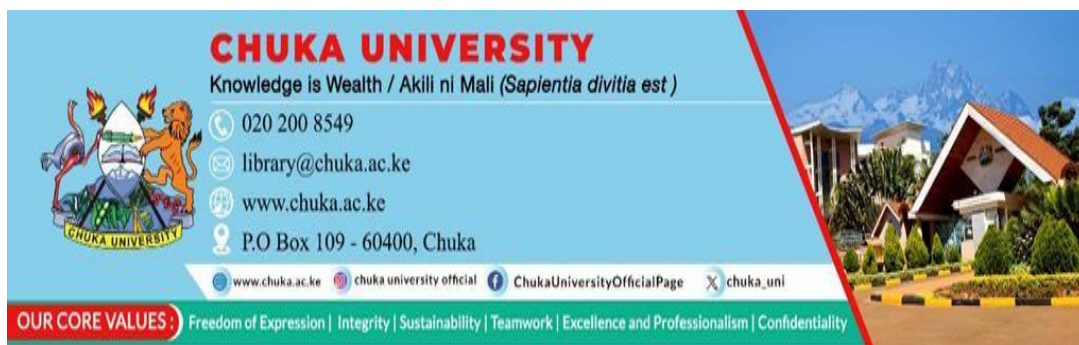 CHUKA UNIVERSITY
Knowledge is Wealth / Akili ni Mali (Sapientia divitia est )
020 200 8549
library@chuka.ac.ke
www.chuka.ac.ke
P.O Box 109 - 60400, Chuka
CHUKA UNIVERSITY
www.chuka.ac.ke chuka university official ChukaUniversityOfficialPage chuka_uni
OUR CORE VALUES : Freedom of Expression | Integrity | Sustainability | Teamwork | Excellence and Professionalism | Confidentiality